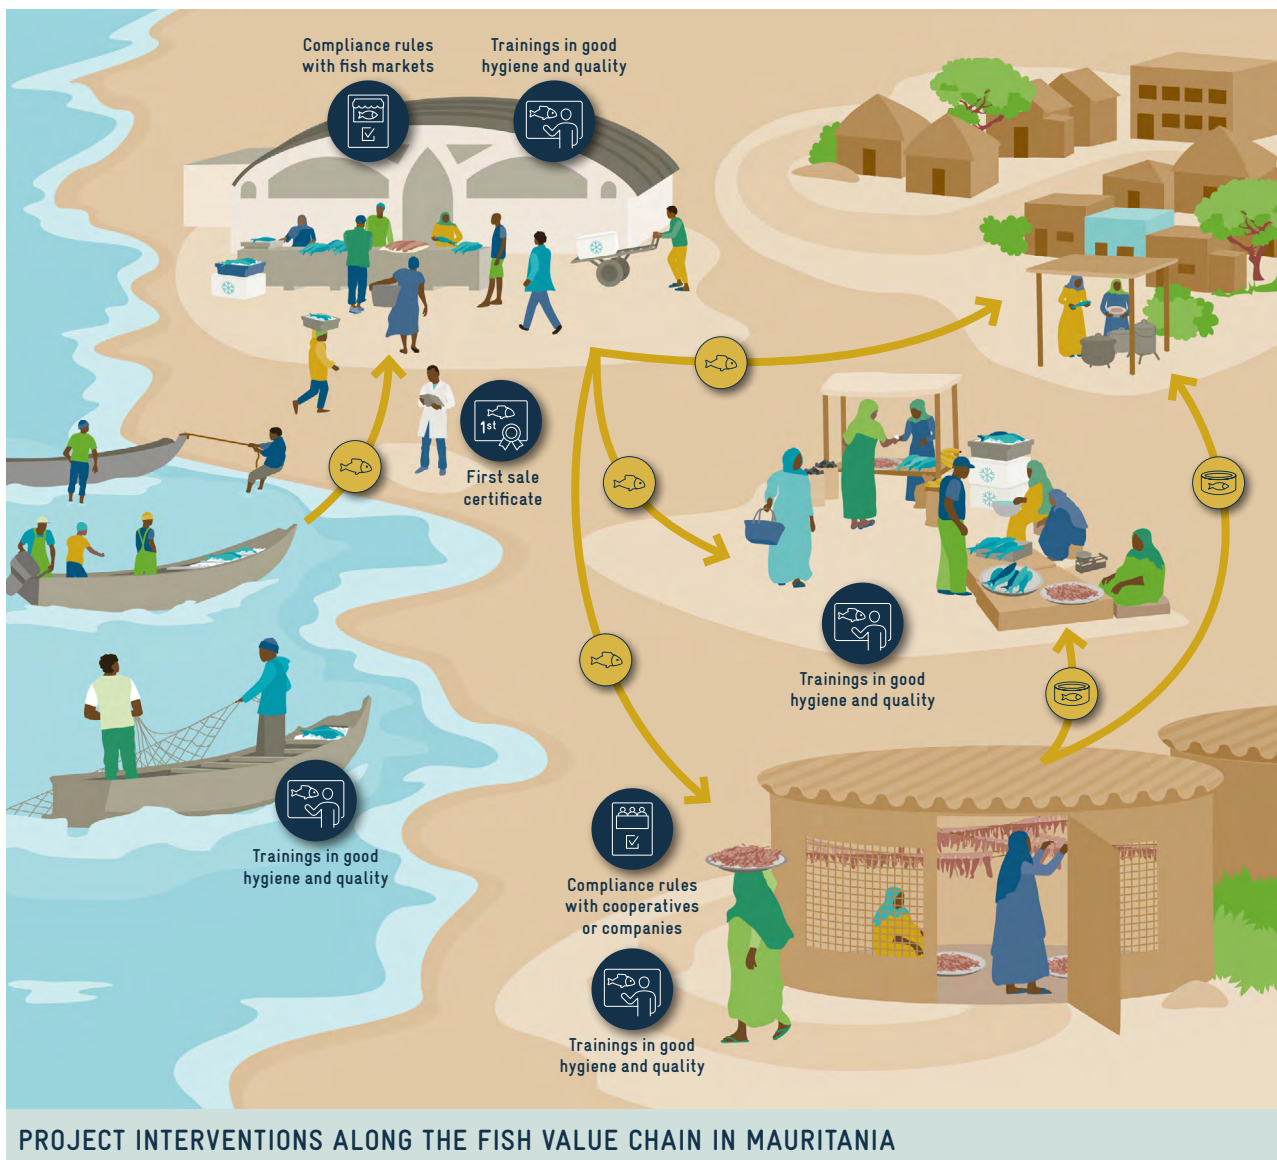 Compliance rules
with fish markets
Trainings in good
hygiene and quality
1st
First sale
certificate
Trainings in good
hygiene and quality
Trainings in good
hygiene and quality
Compliance rules
with cooperatives
or companies
Trainings in good
hygiene and quality
PROJECT INTERVENTIONS ALONG THE FISH VALUE CHAIN IN MAURITANIA